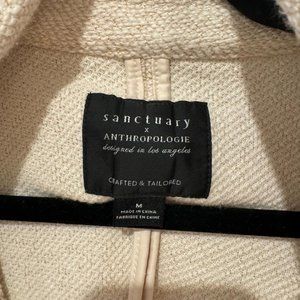 sanctuary
x
ANTHROPOLOGIE
designed in los angeles
CRAFTED & TAILORED
M
MADE IN CHINA
FABRIQUÉ EN CHINE